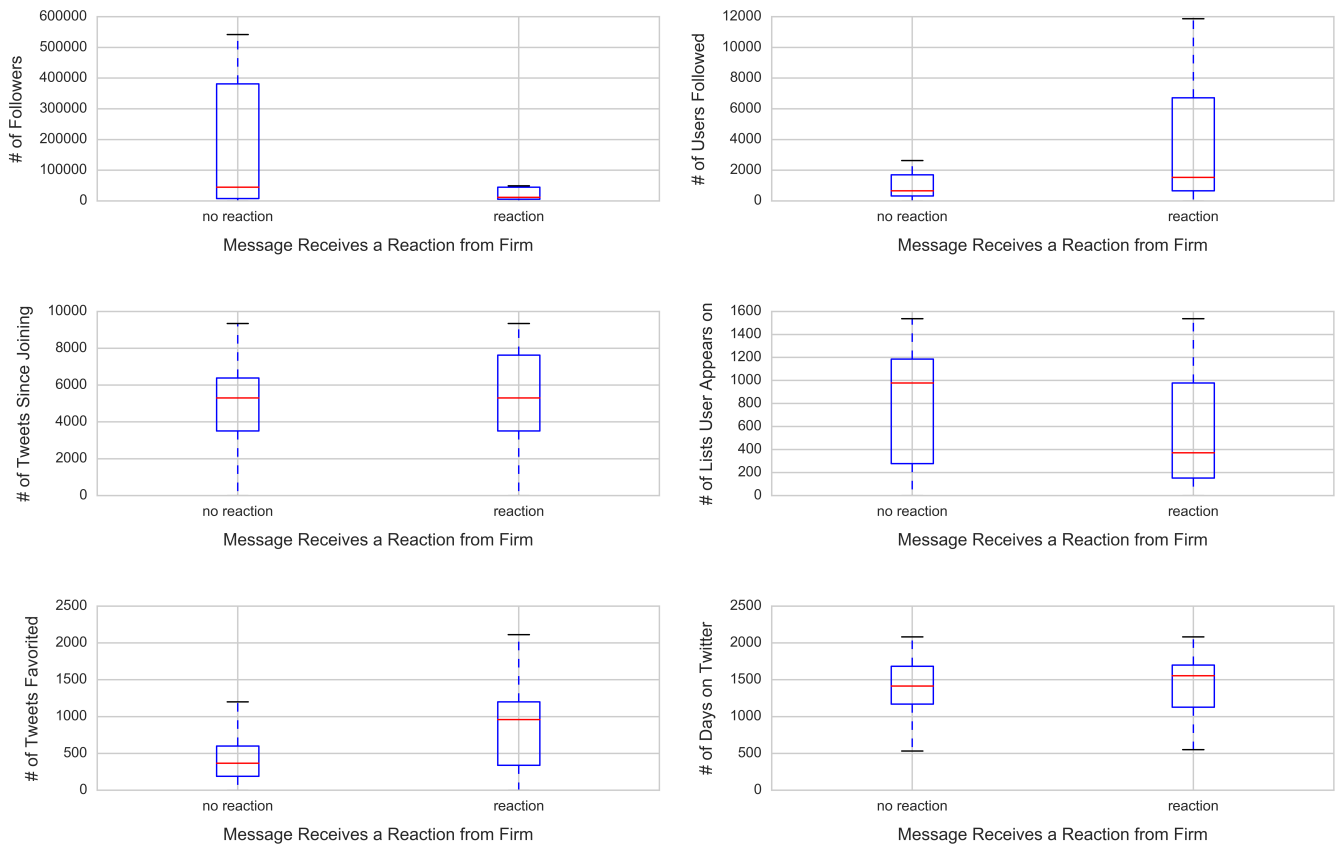 # of Followers
600000
500000
400000
300000
200000
100000
0
no reaction
reaction
Message Receives a Reaction from Firm
# of Users Followed
12000
10000
8000
6000
4000
2000
0
no reaction
reaction
Message Receives a Reaction from Firm
# of Tweets Since Joining
10000
8000
6000
4000
2000
0
no reaction
reaction
Message Receives a Reaction from Firm
# of Lists User Appears on
1600
1400
1200
1000
800
600
400
200
0
no reaction
reaction
Message Receives a Reaction from Firm
# of Tweets Favorited
2500
2000
1500
1000
500
0
no reaction
reaction
Message Receives a Reaction from Firm
# of Days on Twitter
2500
2000
1500
1000
500
0
no reaction
reaction
Message Receives a Reaction from Firm